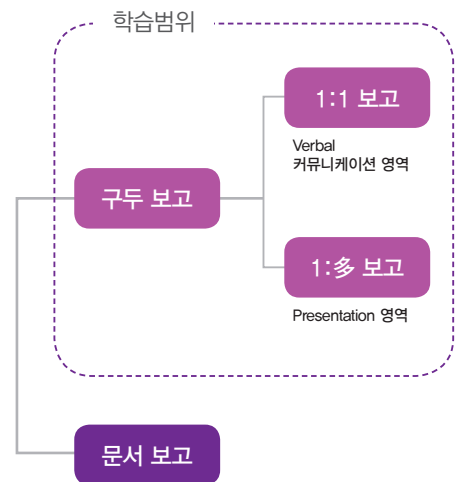 학습범위
1:1 보고
Verbal
커뮤니케이션 영역
구두 보고
1:多 보고
Presentation 영역
문서 보고